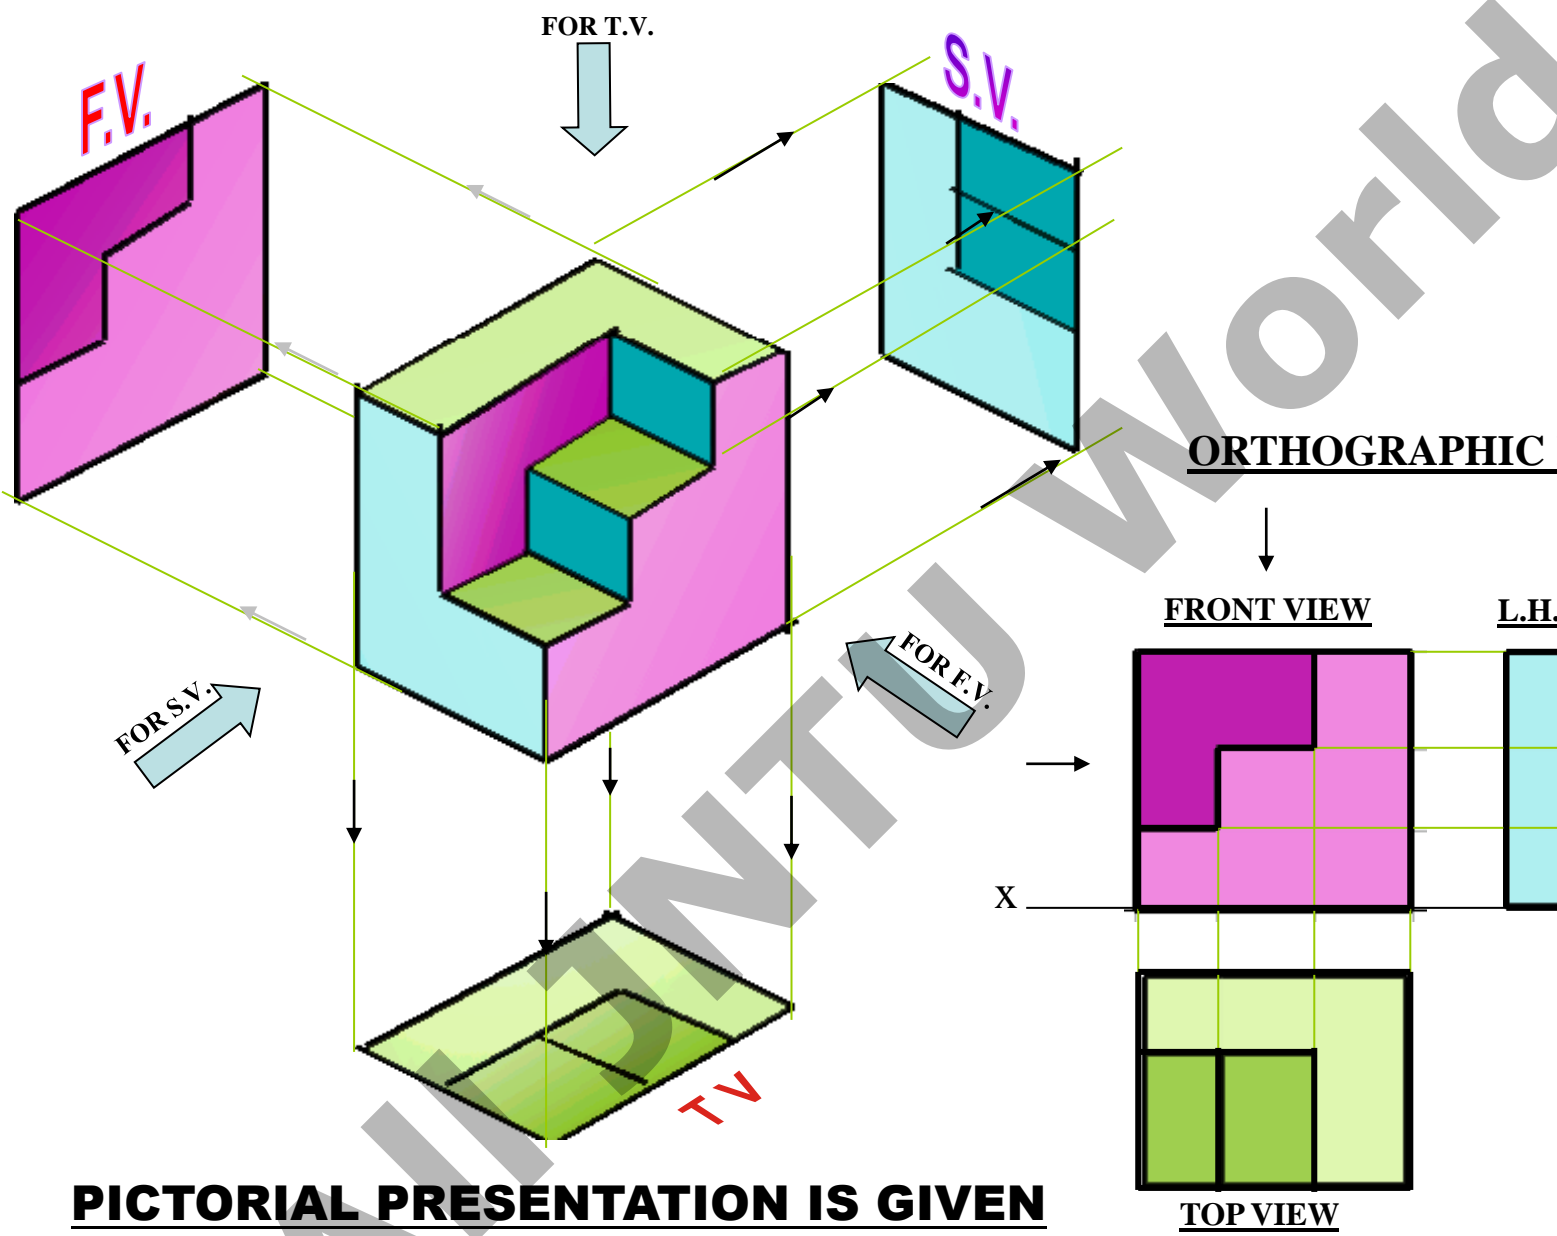 FOR T.V.
F.V.
S.V.
ORTHOGRAPHIC
FRONT VIEW
L.H.
FOR F.V.
FOR S.V.
X
TV
PICTORIAL PRESENTATION IS GIVEN
TOP VIEW
JNTU World